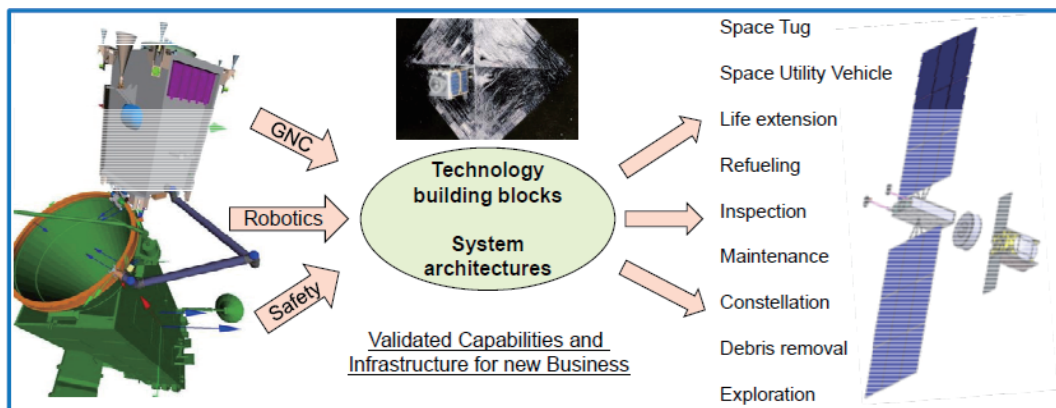 GNC
Robotics
Safety
Technology
building blocks
System
architectures
Validated Capabilities and
Infrastructure for new Business
Space Tug
Space Utility Vehicle
Life extension
Refueling
Inspection
Maintenance
Constellation
Debris removal
Exploration